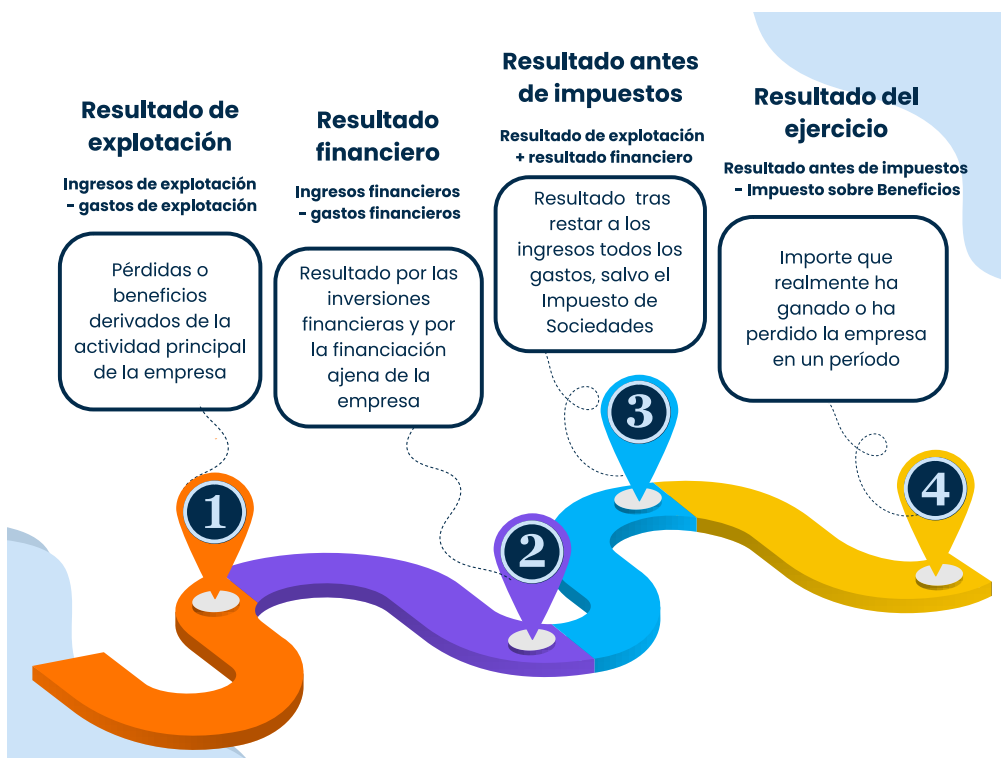 Resultado de
explotación
Ingresos de explotación
- gastos de explotación
Pérdidas o
beneficios
derivados de la
actividad principal
de la empresa
1
Resultado
financiero
Ingresos financieros
- gastos financieros
Resultado por las
inversiones
financieras y por
la financiación
ajena de la
empresa
2
Resultado antes
de impuestos
Resultado de explotación
+ resultado financiero
Resultado tras
restar a los
ingresos todos los
gastos, salvo el
Impuesto de
Sociedades
3
Resultado del
ejercicio
Resultado antes de impuestos
- Impuesto sobre Beneficios
Importe que
realmente ha
ganado o ha
perdido la empresa
en un período
4